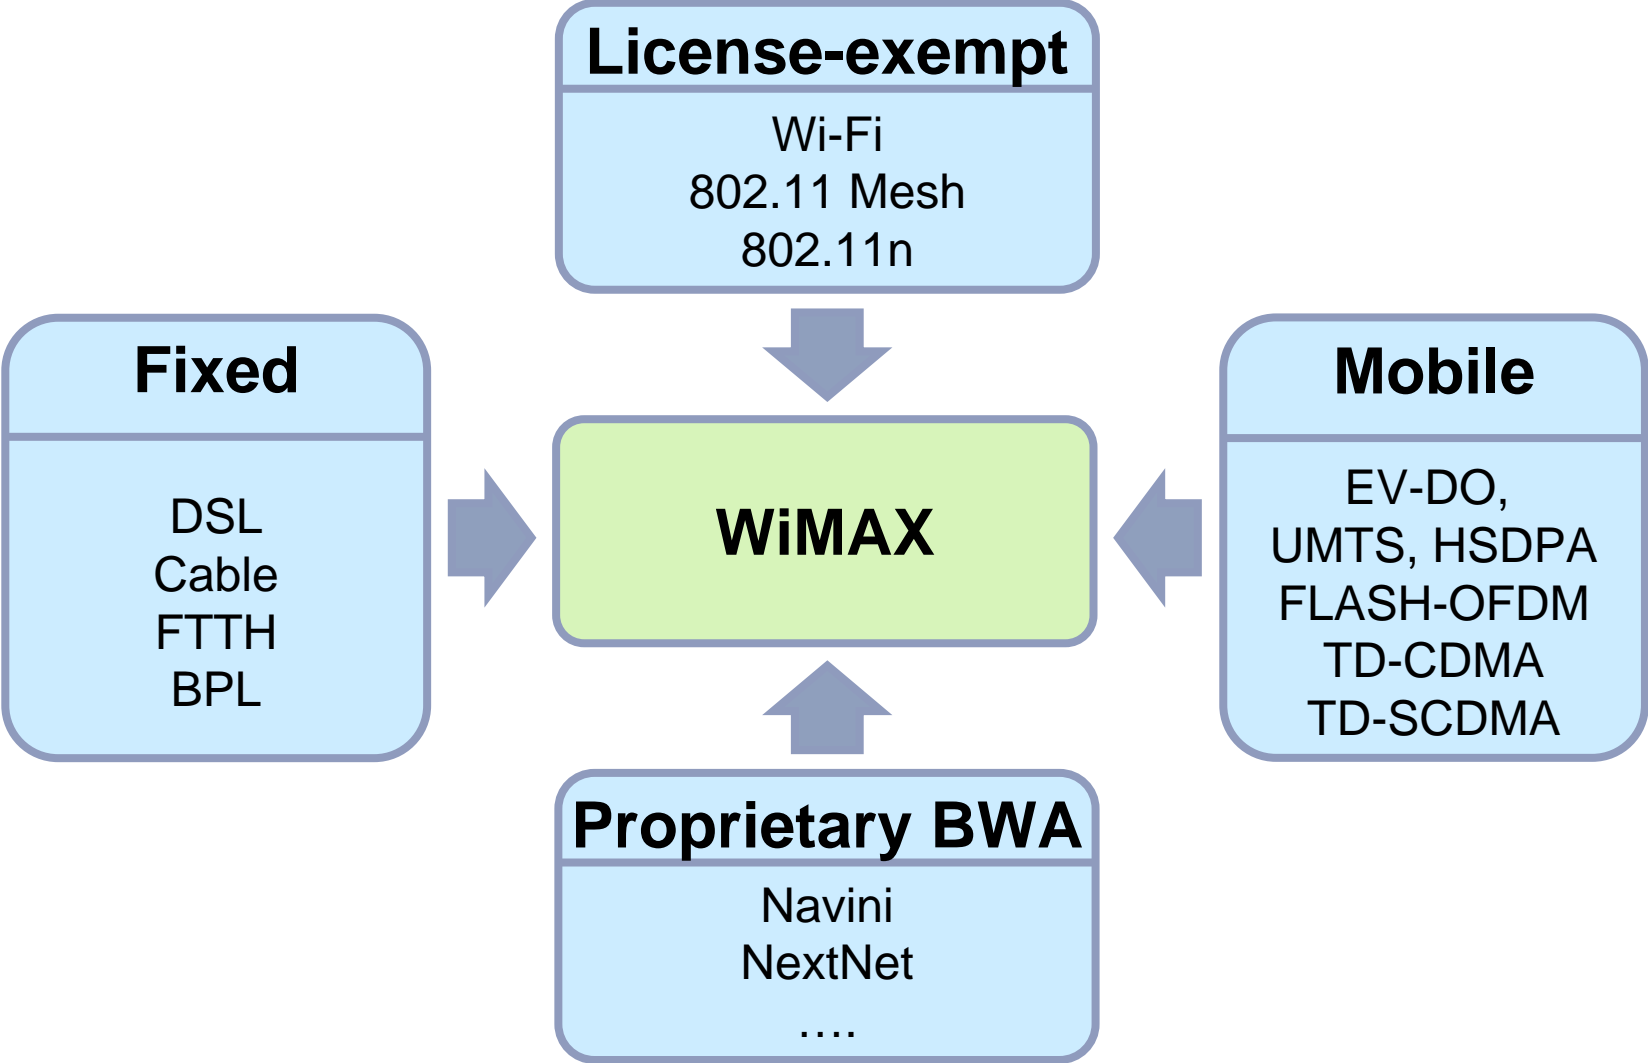 License-exempt
Wi-Fi
802.11 Mesh
802.11n
Fixed
DSL
Cable
FTTH
BPL
WiMAX
Mobile
EV-DO,
UMTS, HSDPA
FLASH-OFDM
TD-CDMA
TD-SCDMA
Proprietary BWA
Navini
NextNet
....